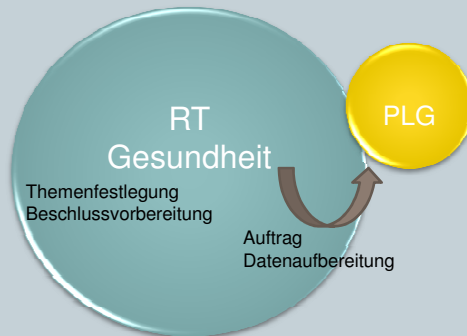 RT
Gesundheit
PLG
Themenfestlegung
Beschlussvorbereitung
Auftrag
Datenaufbereitung